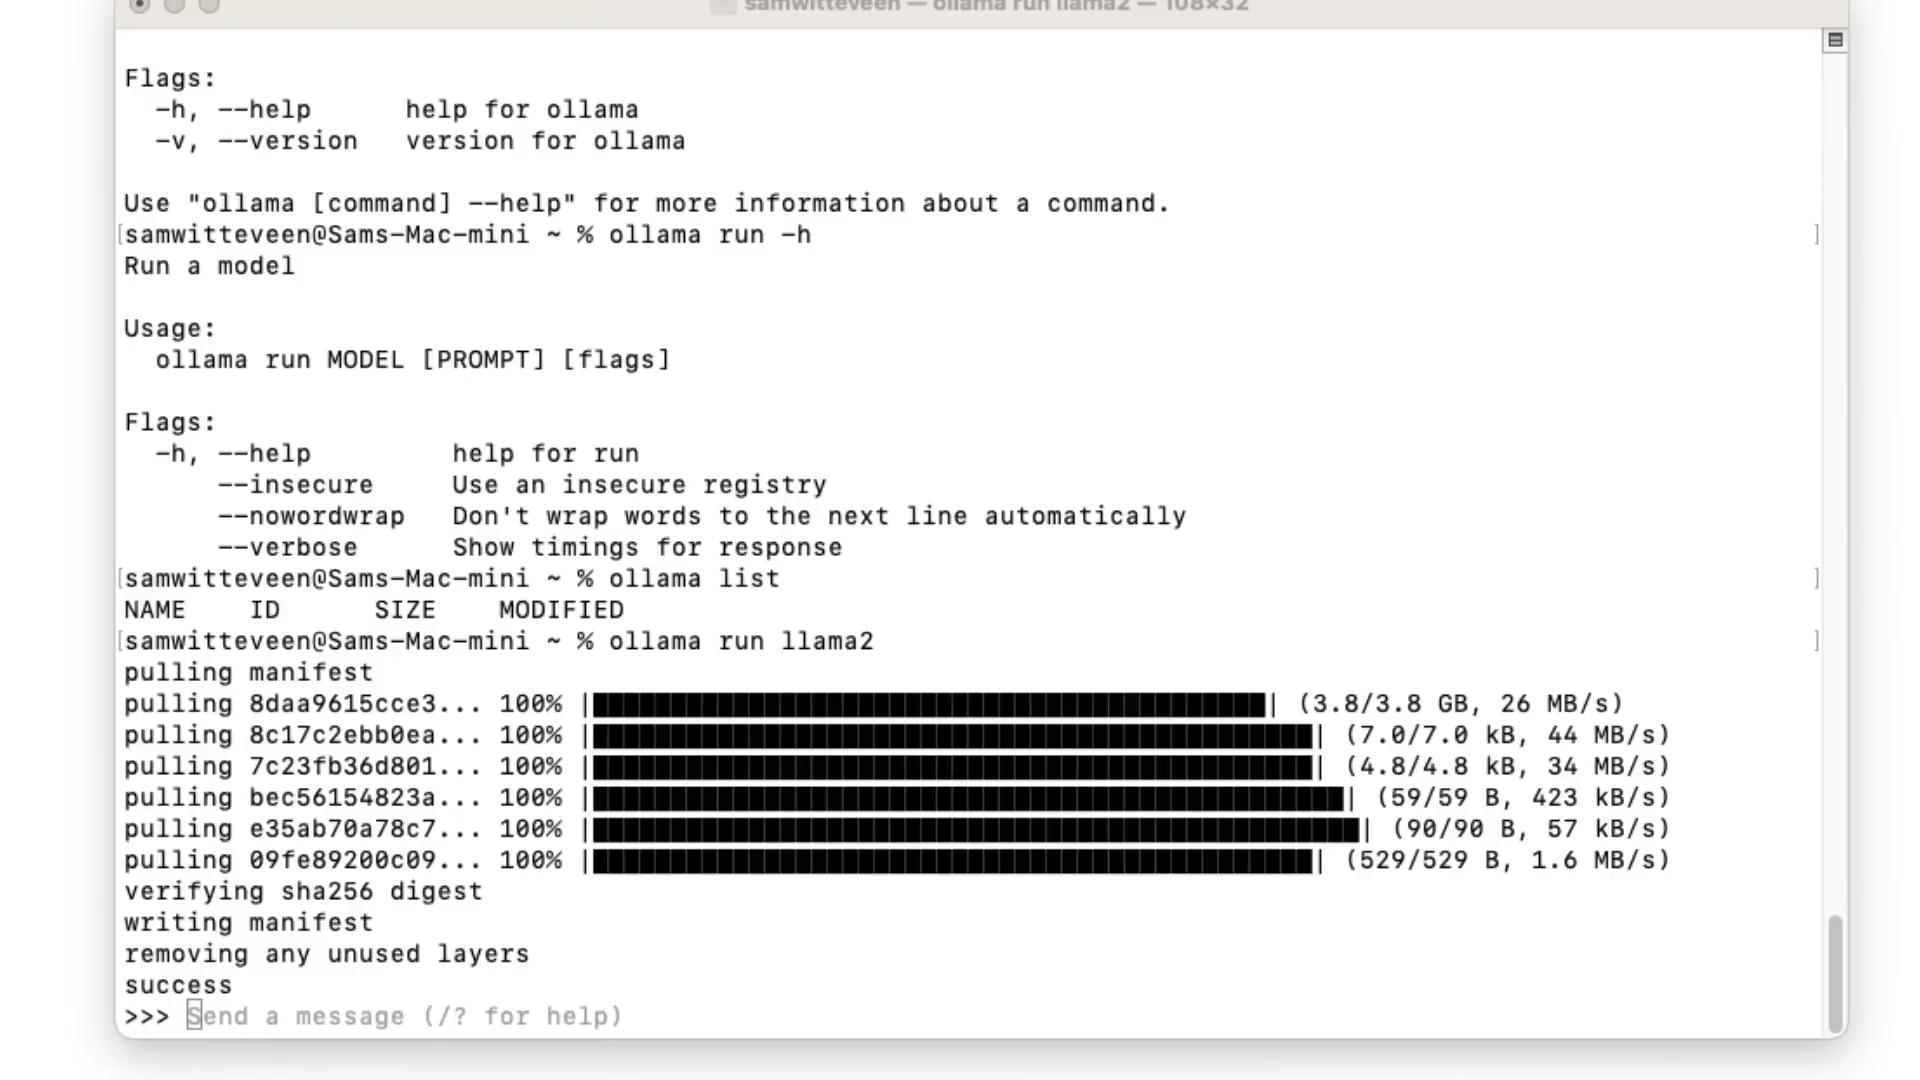 samwitteveen — ollama run llama2 — 108×32
Flags:
  -h, --help      help for ollama
  -v, --version   version for ollama
Use "ollama [command] --help" for more information about a command.
[samwitteveen@Sams-Mac-mini ~ % ollama run -h ]
Run a model
Usage:
  ollama run MODEL [PROMPT] [flags]
Flags:
  -h, --help         help for run
      --insecure     Use an insecure registry
      --nowordwrap   Don't wrap words to the next line automatically
      --verbose      Show timings for response
[samwitteveen@Sams-Mac-mini ~ % ollama list ]
NAME    ID      SIZE    MODIFIED
[samwitteveen@Sams-Mac-mini ~ % ollama run llama2 ]
pulling manifest
pulling 8daa9615cce3... 100% || (3.8/3.8 GB, 26 MB/s)
pulling 8c17c2ebb0ea... 100% || (7.0/7.0 kB, 44 MB/s)
pulling 7c23fb36d801... 100% || (4.8/4.8 kB, 34 MB/s)
pulling bec56154823a... 100% || (59/59 B, 423 kB/s)
pulling e35ab70a78c7... 100% || (90/90 B, 57 kB/s)
pulling 09fe89200c09... 100% || (529/529 B, 1.6 MB/s)
verifying sha256 digest
writing manifest
removing any unused layers
success
>>> Send a message (/? for help)